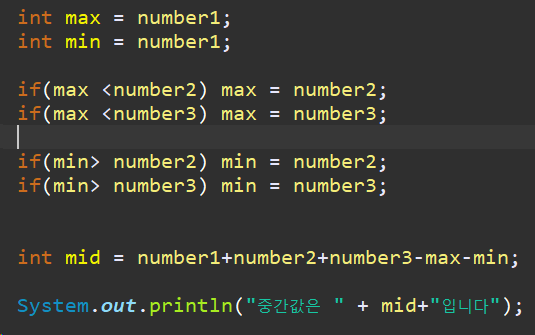 int max = number1;
int min = number1;
if(max <number2) max = number2;
if(max <number3) max = number3;
if(min> number2) min = number2;
if(min> number3) min = number3;
int mid = number1+number2+number3-max-min;
System.out.println("중간값은 " + mid+"입니다");